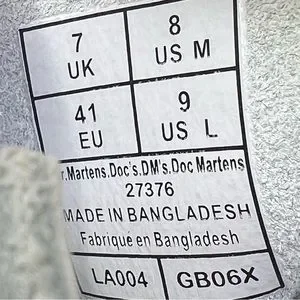 7 UK
8 US M
41 EU
9 US L
r.Martens.Doc's.DM's.Doc Martens
27376
MADE IN BANGLADESH
Fabriqué en Bangladesh
LA004
GB06X